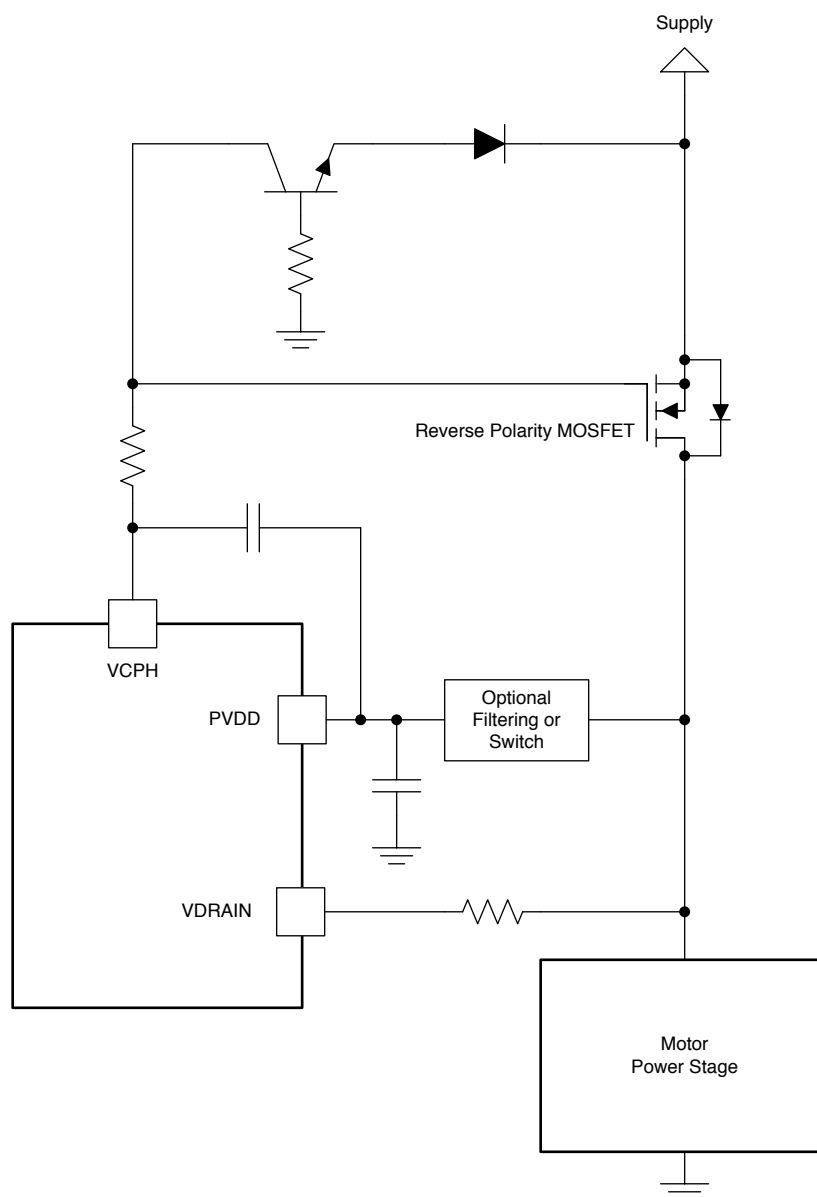 Supply
Reverse Polarity MOSFET
VCPH
PVDD
Optional
Filtering or
Switch
VDRAIN
Motor
Power Stage